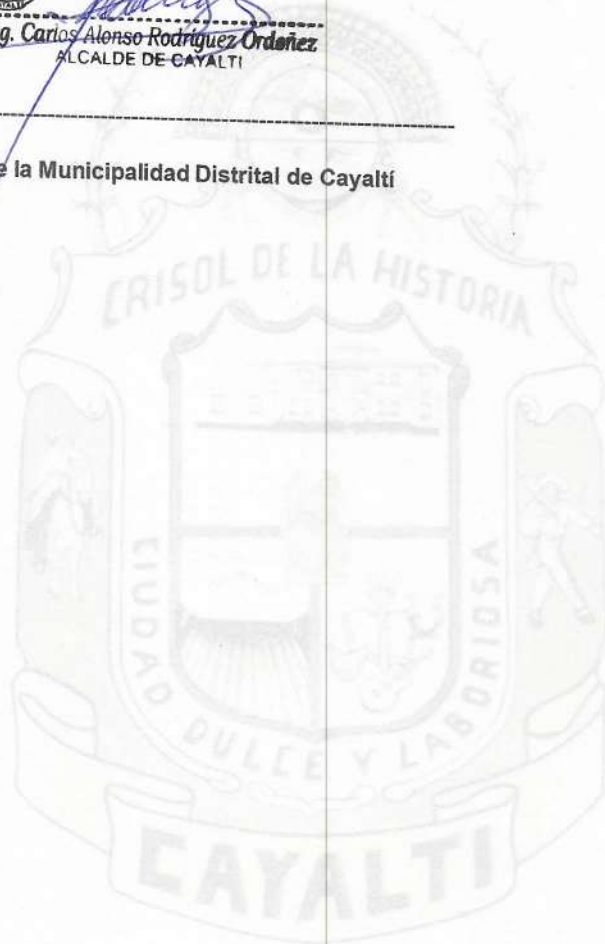 g. Carlos Alonso Rodríguez Ordoñez
ALCALDE DE CAYALTI
e la Municipalidad Distrital de Cayaltí
CRISOL DE LA HISTORIA
CIUDAD DULCE Y LABORIOSA
CAYALTI